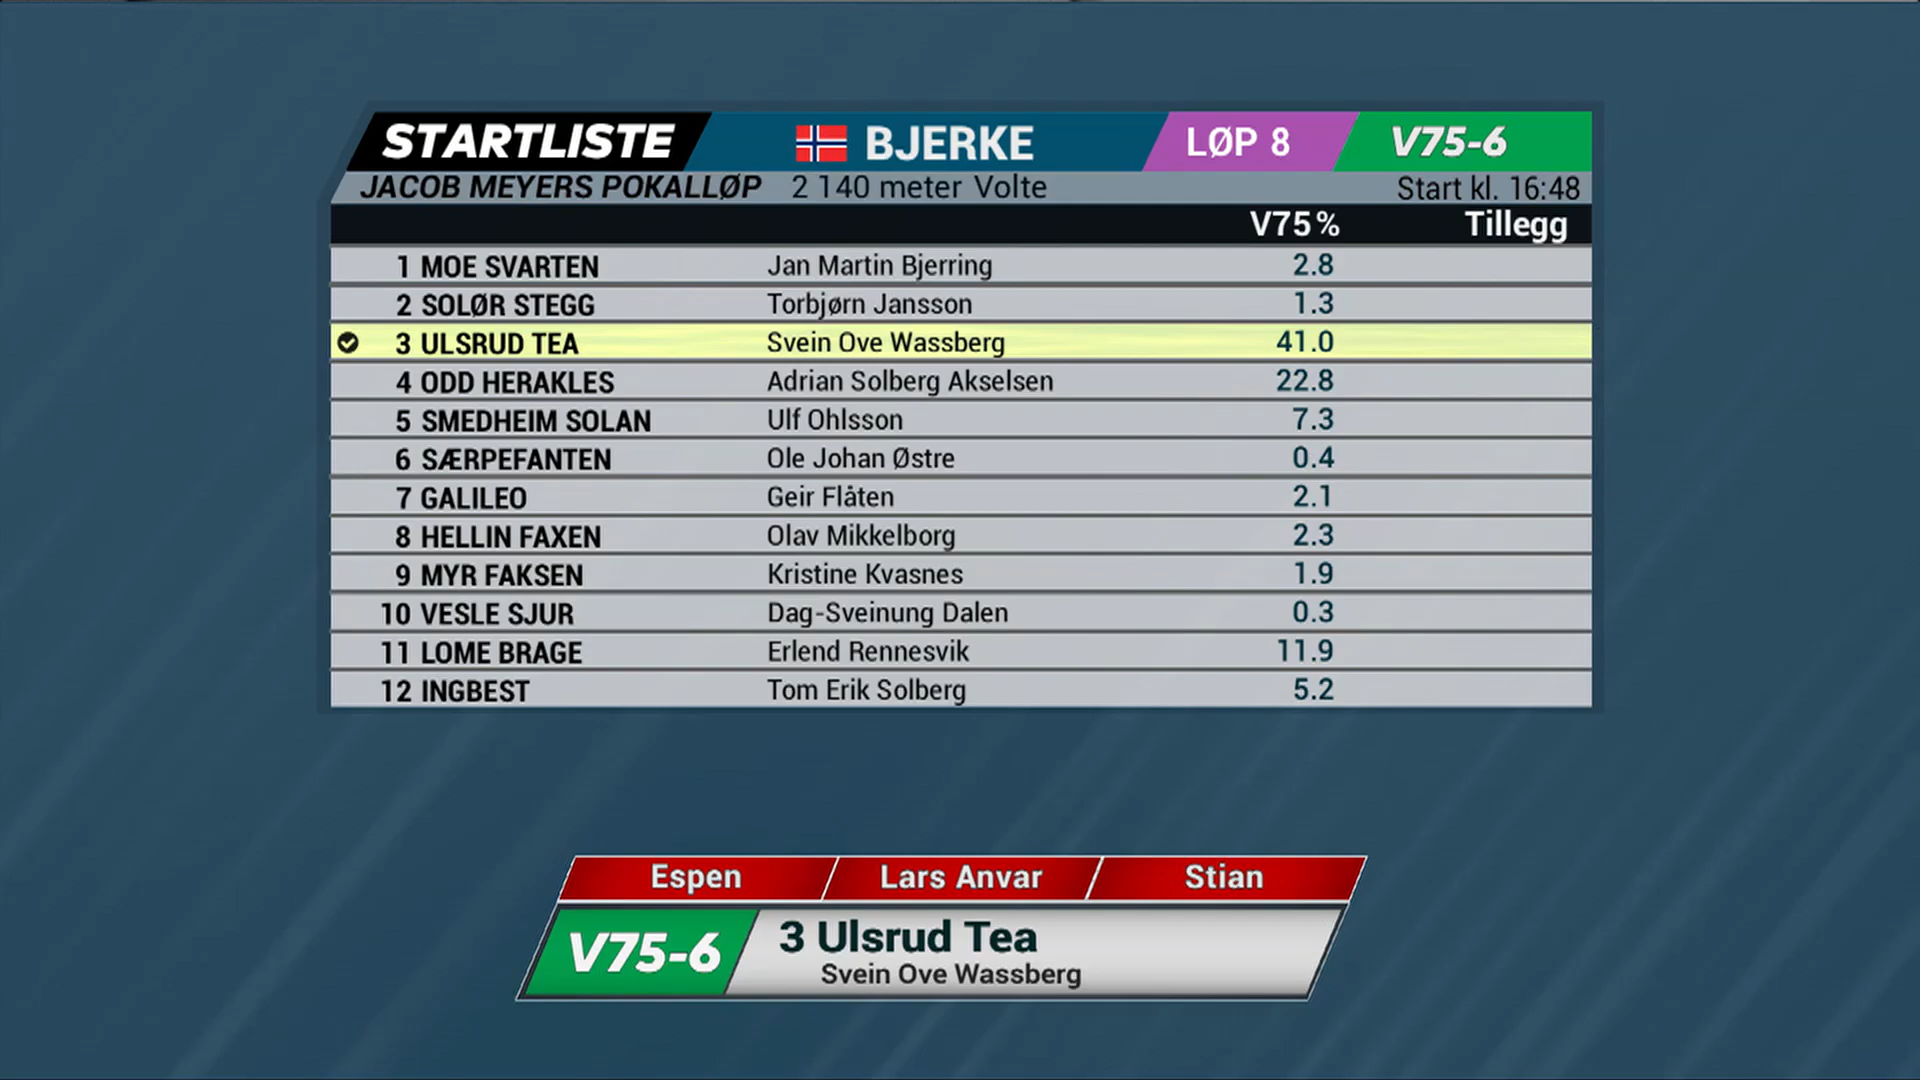 STARTLISTE BJERKE LØP 8 V75-6
JACOB MEYERS POKALLØP 2 140 meter Volte Start kl. 16:48
V75% Tillegg
1 MOE SVARTEN Jan Martin Bjerring 2.8
2 SOLØR STEGG Torbjørn Jansson 1.3
3 ULSRUD TEA Svein Ove Wassberg 41.0
4 ODD HERAKLES Adrian Solberg Akselsen 22.8
5 SMEDHEIM SOLAN Ulf Ohlsson 7.3
6 SÆRPEFANTEN Ole Johan Østre 0.4
7 GALILEO Geir Flåten 2.1
8 HELLIN FAXEN Olav Mikkelborg 2.3
9 MYR FAKSEN Kristine Kvasnes 1.9
10 VESLE SJUR Dag-Sveinung Dalen 0.3
11 LOME BRAGE Erlend Rennesvik 11.9
12 INGBEST Tom Erik Solberg 5.2
Espen Lars Anvar Stian
V75-6 3 Ulsrud Tea
Svein Ove Wassberg